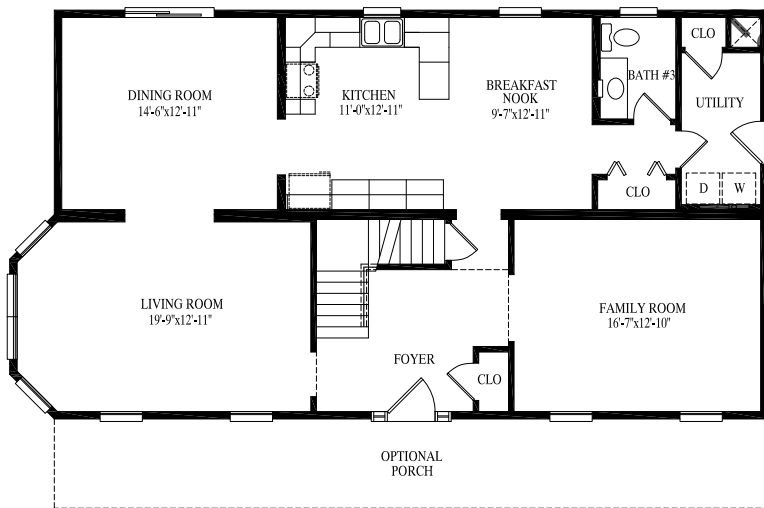 CLO
BATH #3
DINING ROOM
14'-6"x12'-11"
KITCHEN
11'-0"x12'-11"
BREAKFAST
NOOK
9'-7"x12'-11"
UTILITY
CLO
D
W
LIVING ROOM
19'-9"x12'-11"
FAMILY ROOM
16'-7"x12'-10"
FOYER
CLO
OPTIONAL
PORCH